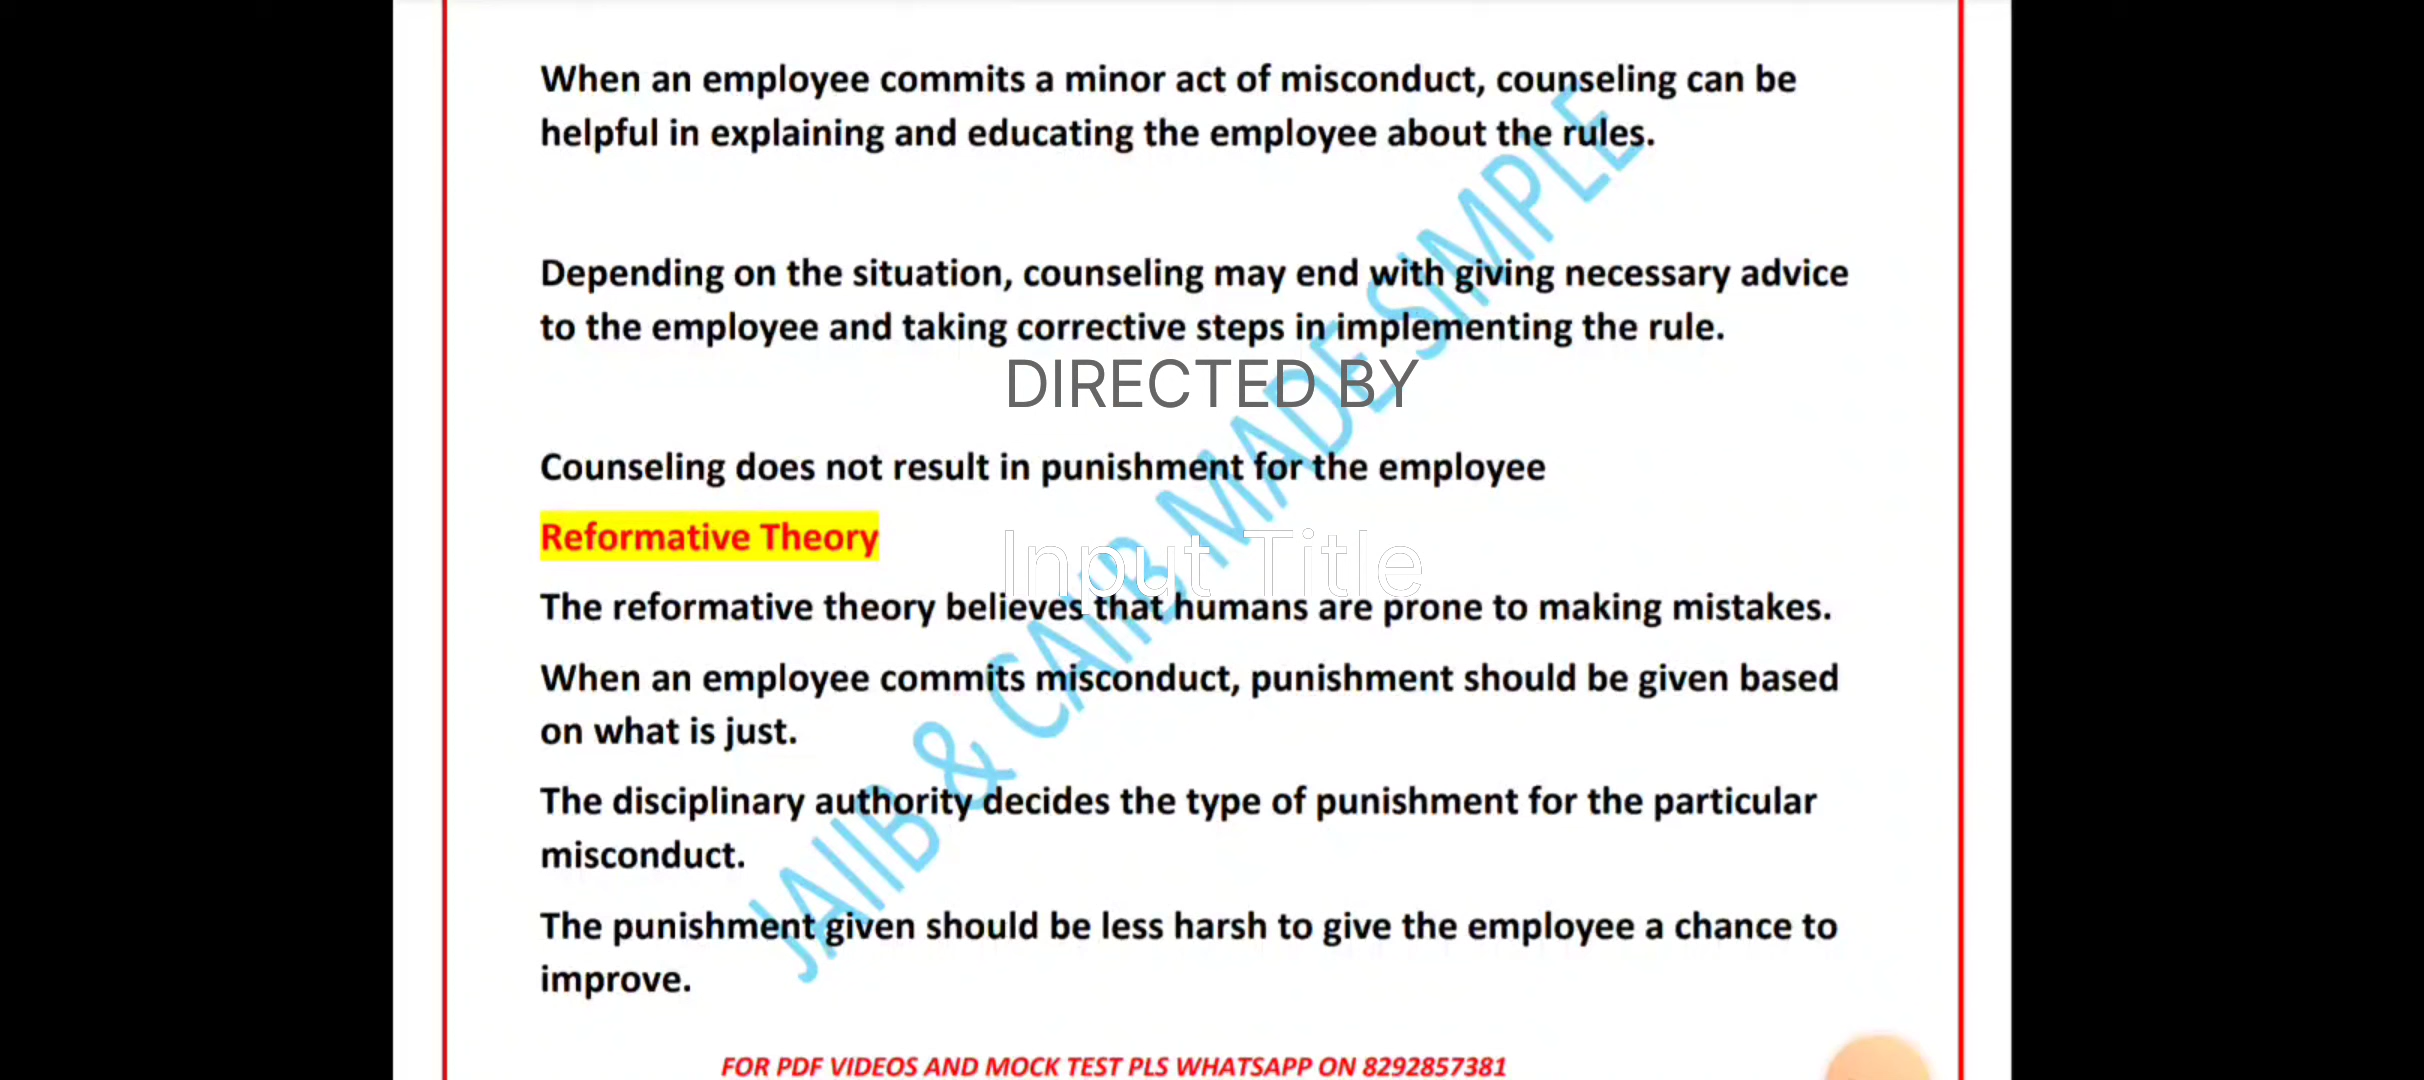 When an employee commits a minor act of misconduct, counseling can be
helpful in explaining and educating the employee about the rules.
Depending on the situation, counseling may end with giving necessary advice
to the employee and taking corrective steps in implementing the rule.
DIRECTED BY
Counseling does not result in punishment for the employee
Reformative Theory
Input Title
The reformative theory believes that humans are prone to making mistakes.
When an employee commits misconduct, punishment should be given based
on what is just.
The disciplinary authority decides the type of punishment for the particular
misconduct.
The punishment given should be less harsh to give the employee a chance to
improve.
JAIIB & CAIIB MADE SIMPLE
FOR PDF VIDEOS AND MOCK TEST PLS WHATSAPP ON 8292857381